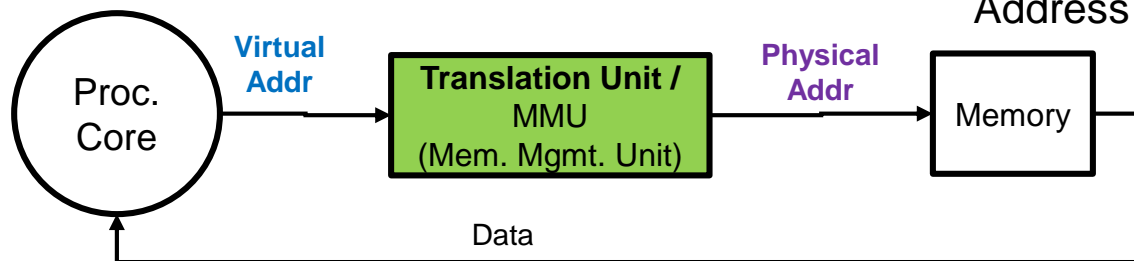 Address
Virtual
Addr
Proc.
Core
Translation Unit /
MMU
(Mem. Mgmt. Unit)
Physical
Addr
Memory
Data